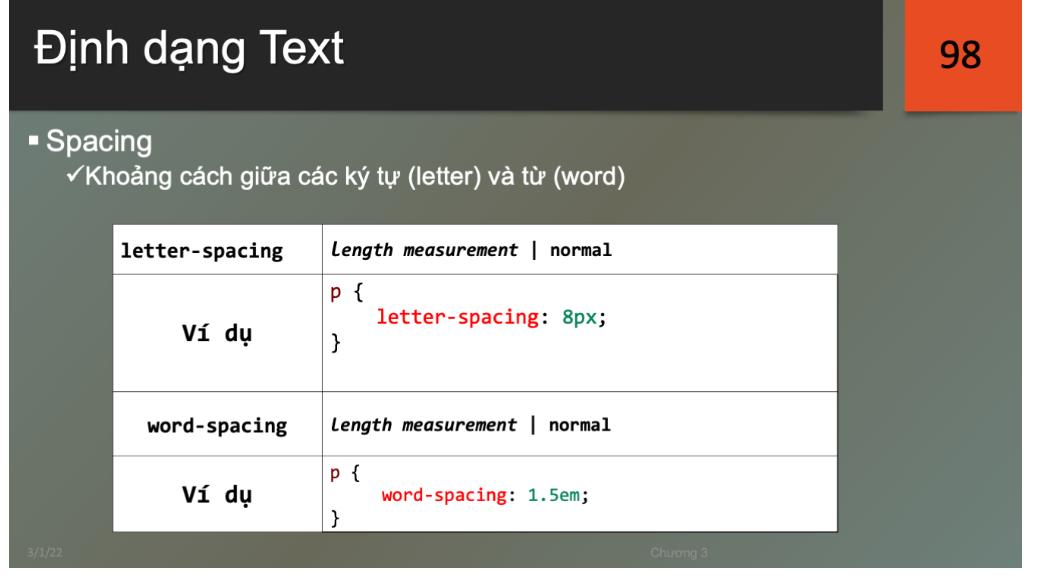 Định dạng Text
98
▪ Spacing
✓Khoảng cách giữa các ký tự (letter) và từ (word)
letter-spacing
length measurement | normal
Ví dụ
p {
letter-spacing: 8px;
}
word-spacing
length measurement | normal
Ví dụ
p {
word-spacing: 1.5em;
}
3/1/22
Chương 3